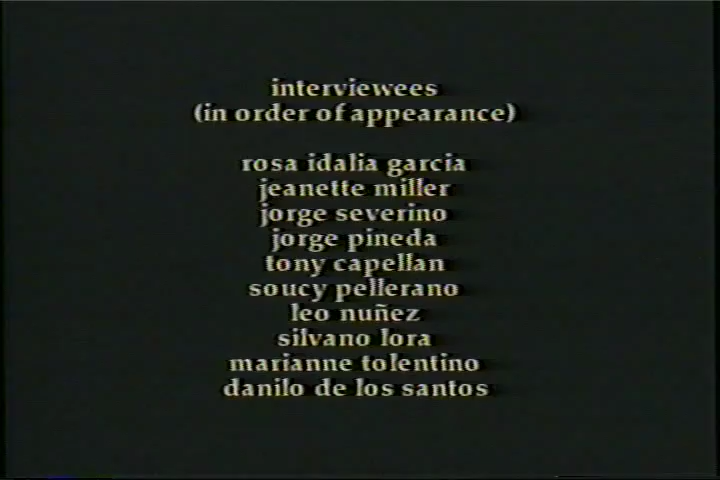 interviewees
(in order of appearance)
rosa idalia garcia
jeanette miller
jorge severino
jorge pineda
tony capellan
soucy pellerano
leo nuñez
silvano lora
marianne tolentino
danilo de los santos